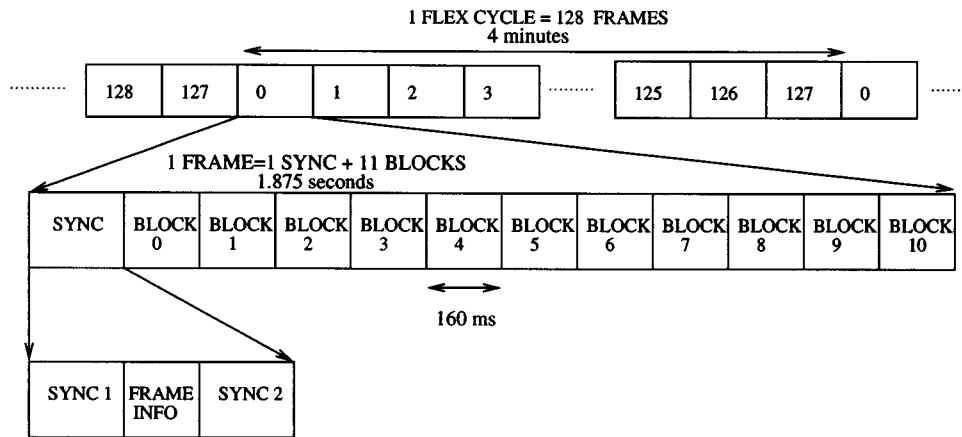 1 FLEX CYCLE = 128 FRAMES
4 minutes
128 127 0 1 2 3 125 126 127 0
1 FRAME=1 SYNC + 11 BLOCKS
1.875 seconds
SYNC BLOCK BLOCK BLOCK BLOCK BLOCK BLOCK BLOCK BLOCK BLOCK BLOCK BLOCK
0 1 2 3 4 5 6 7 8 9 10
160 ms
SYNC 1 FRAME SYNC 2
INFO